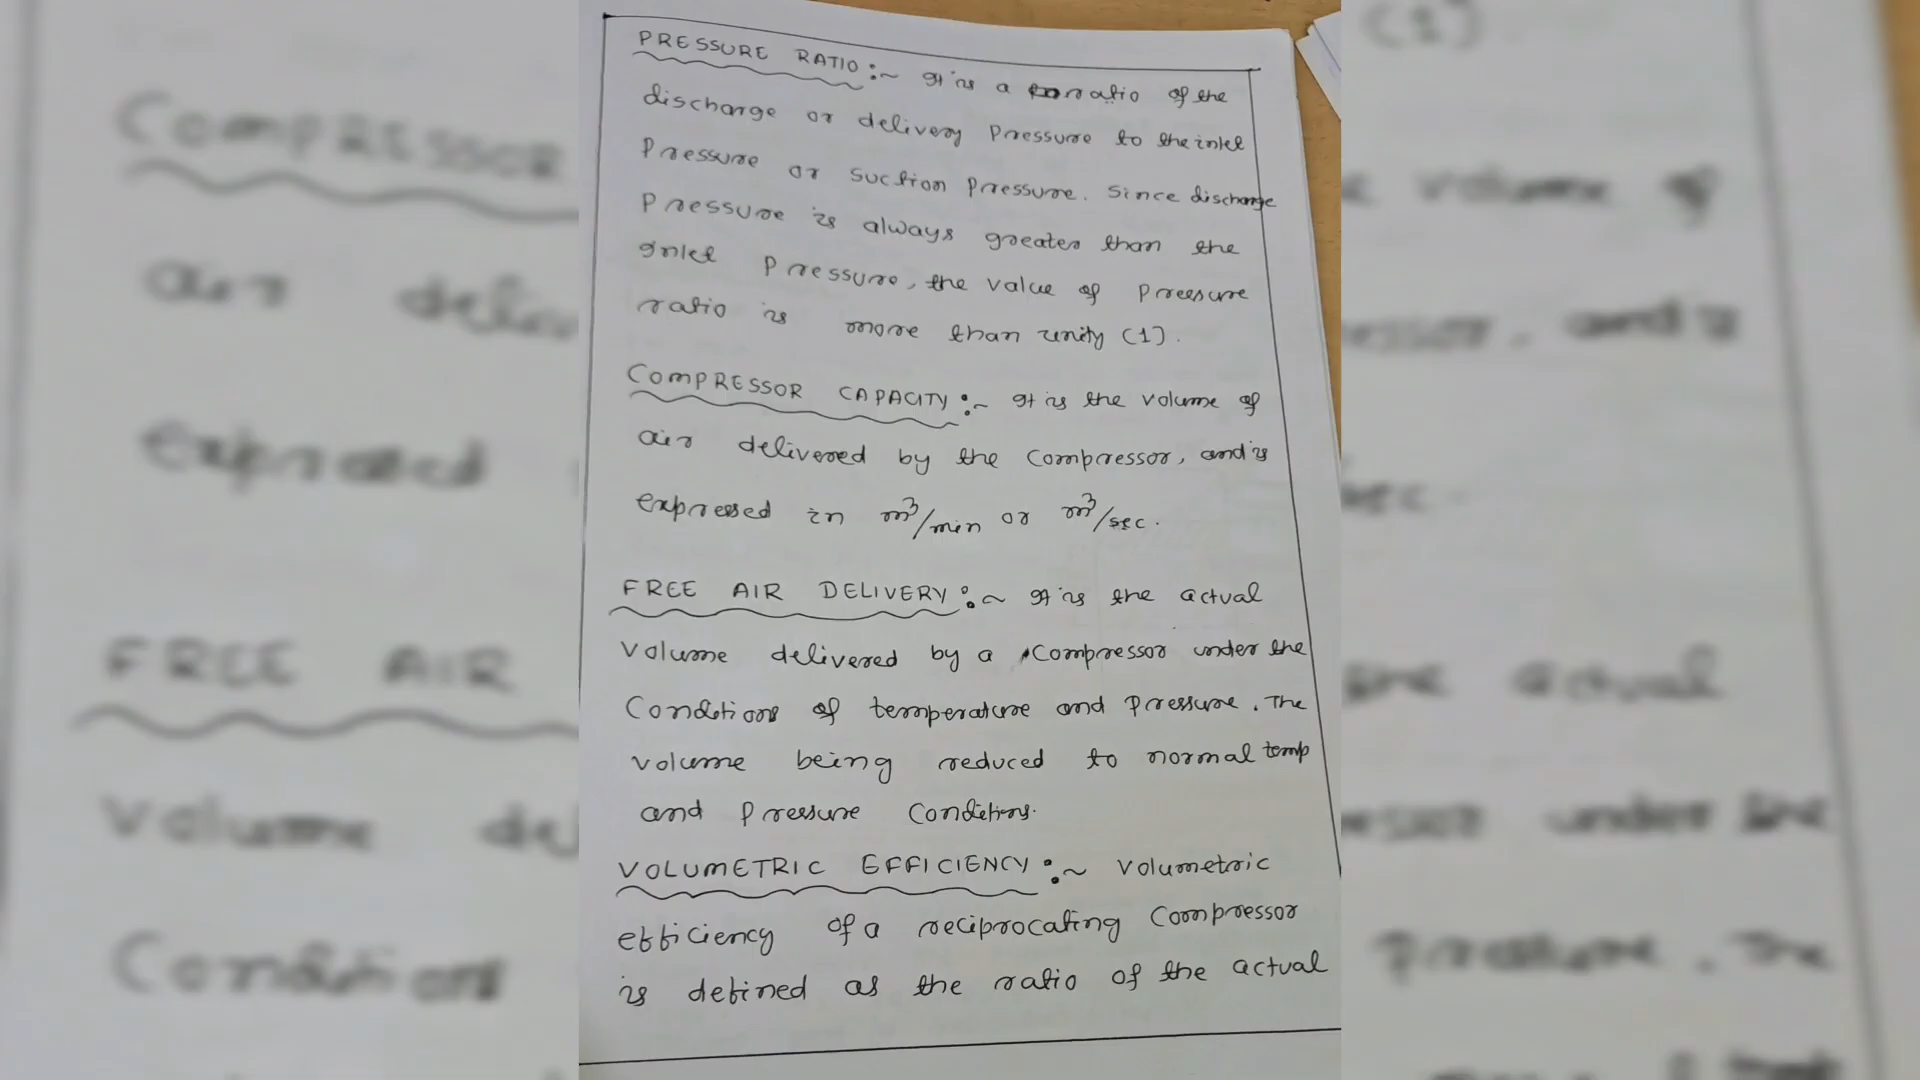 PRESSURE RATIO :~ It is a ratio of the
discharge or delivery pressure to the inlet
Pressure or suction pressure. Since discharge
Pressure is always greater than the
Inlet Pressure, the value of pressure
ratio is more than unity (1).
COMPRESSOR CAPACITY :~ It is the volume of
air delivered by the compressor, and is
expressed in m³/min or m³/sec.
FREE AIR DELIVERY :~ It is the actual
volume delivered by a compressor under the
Conditions of temperature and pressure. The
volume being reduced to normal temp
and pressure Conditions.
VOLUMETRIC EFFICIENCY :~ Volumetric
efficiency of a reciprocating Compressor
is defined as the ratio of the actual